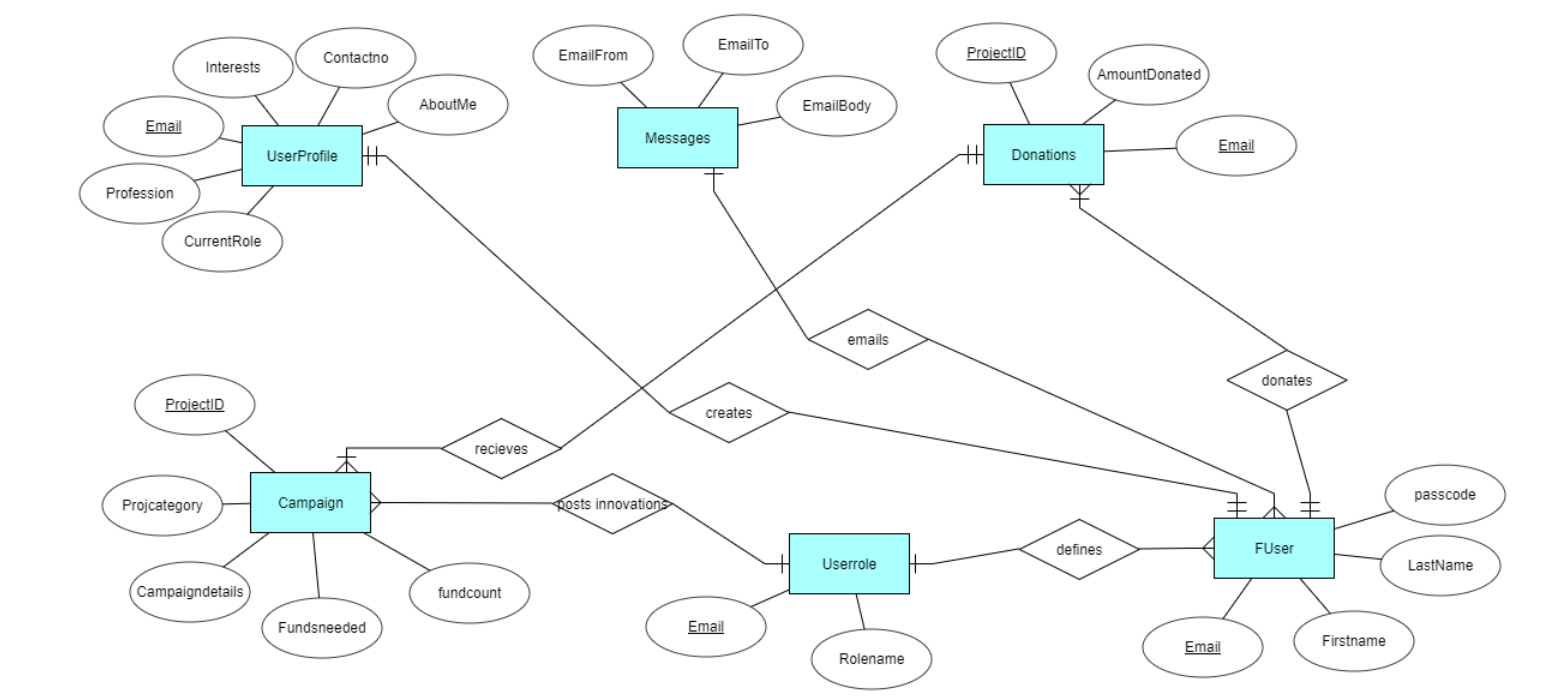 EmailTo
ProjectID
EmailFrom
Contactno
Interests
AmountDonated
AboutMe
EmailBody
Email
Messages
Email
UserProfile
Donations
Profession
CurrentRole
emails
donates
ProjectID
creates
recieves
passcode
Campaign
Projcategory
posts innovations
defines
FUser
Userrole
LastName
Campaigndetails
fundcount
Fundsneeded
Email
Firstname
Email
Rolename